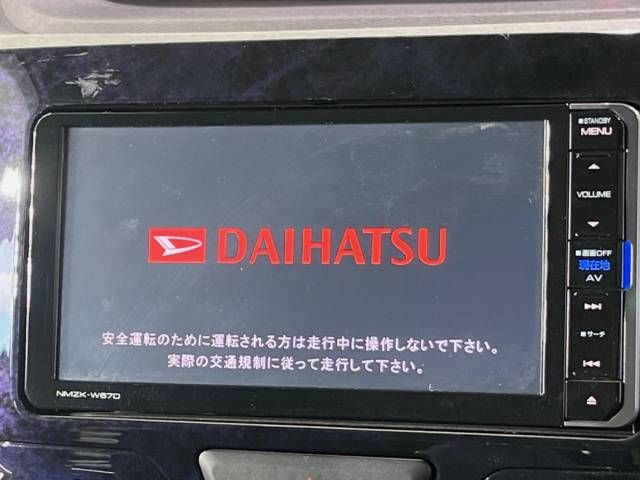 DAIHATSU
安全運転のために運転される方は走行中に操作しないで下さい。
実際の交通規制に従って走行して下さい。
NMZK-W67D
■STANDBY
MENU
VOLUME
■画面OFF
現在地
AV
■サーチ